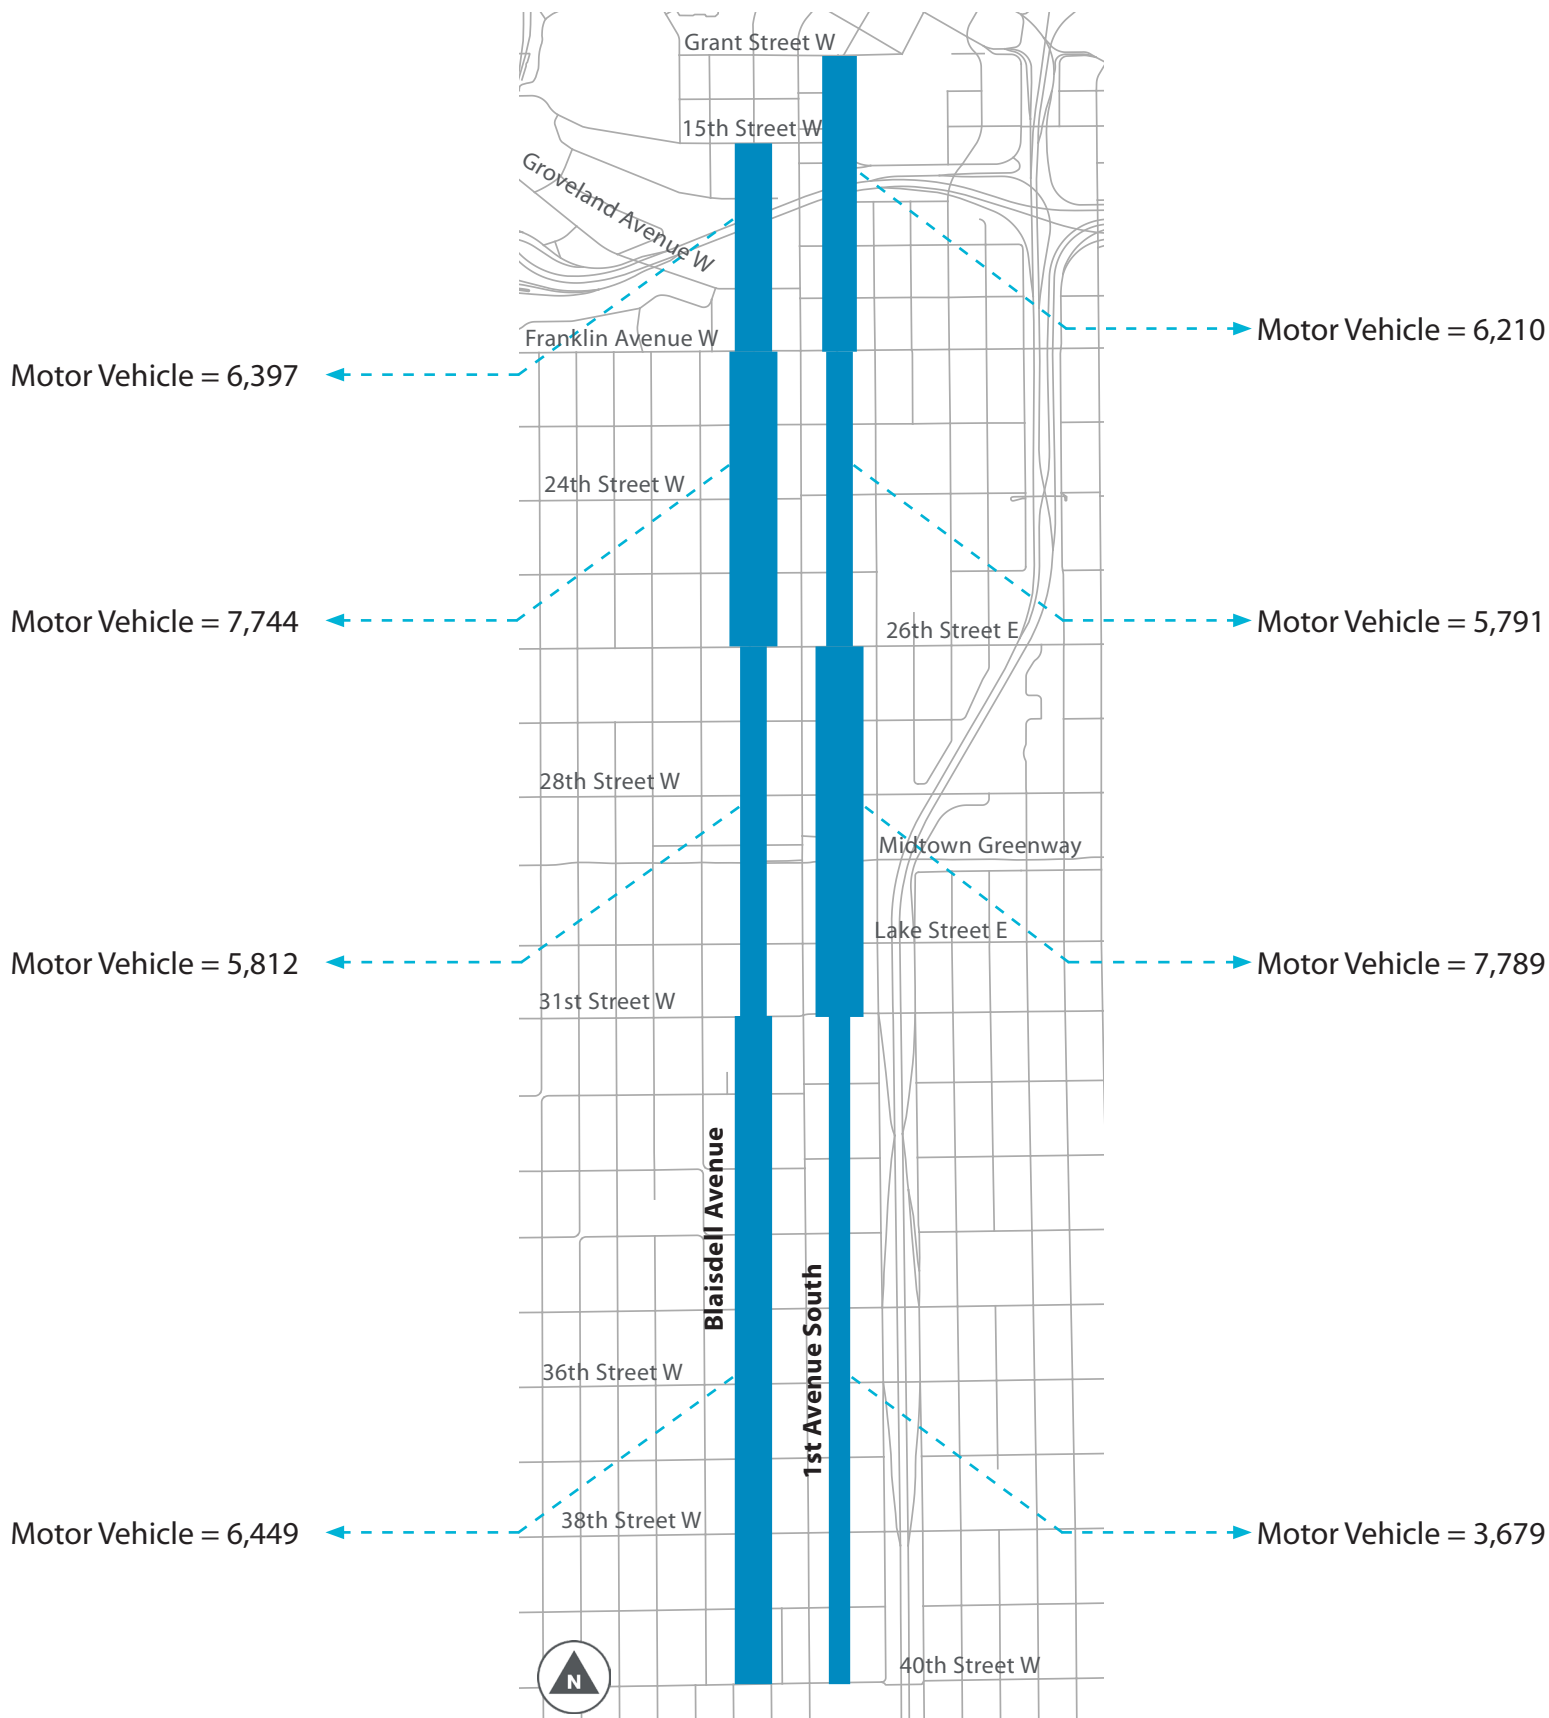 Grant Street W
15th Street W
Groveland Avenue W
Motor Vehicle = 6,210
Franklin Avenue W
Motor Vehicle = 6,397
24th Street W
Motor Vehicle = 7,744
Motor Vehicle = 5,791
26th Street E
28th Street W
Midtown Greenway
Lake Street E
Motor Vehicle = 5,812
Motor Vehicle = 7,789
31st Street W
Blaisdell Avenue
1st Avenue South
36th Street W
38th Street W
Motor Vehicle = 6,449
Motor Vehicle = 3,679
40th Street W
N